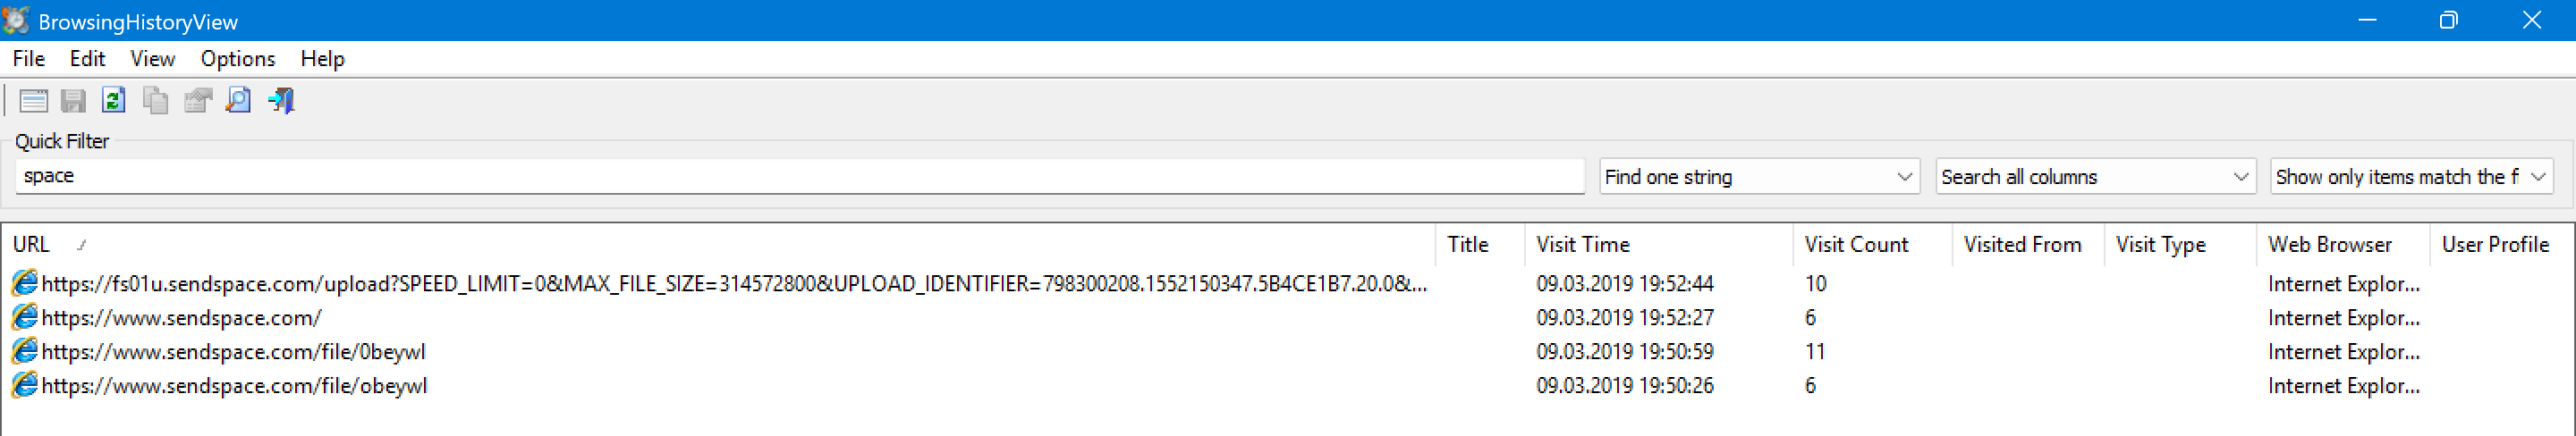 BrowsingHistoryView
File Edit View Options Help
Quick Filter
space Find one string Search all columns Show only items match the f
URL Title Visit Time Visit Count Visited From Visit Type Web Browser User Profile
https://fs01u.sendspace.com/upload?SPEED_LIMIT=0&MAX_FILE_SIZE=314572800&UPLOAD_IDENTIFIER=798300208.1552150347.5B4CE1B7.20.0&... 09.03.2019 19:52:44 10 Internet Explor...
https://www.sendspace.com/ 09.03.2019 19:52:27 6 Internet Explor...
https://www.sendspace.com/file/0beywl 09.03.2019 19:50:59 11 Internet Explor...
https://www.sendspace.com/file/obeywl 09.03.2019 19:50:26 6 Internet Explor...